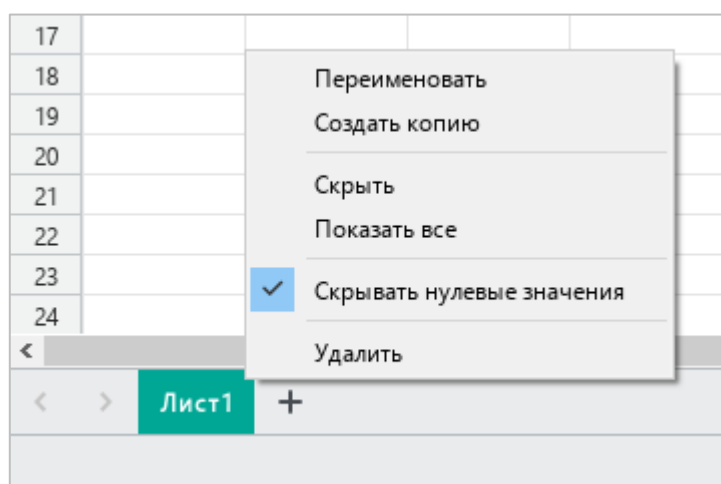 17
18
Переименовать
19
Создать копию
20
21
Скрыть
22
Показать все
23
Скрывать нулевые значения
24
Удалить
Лист1